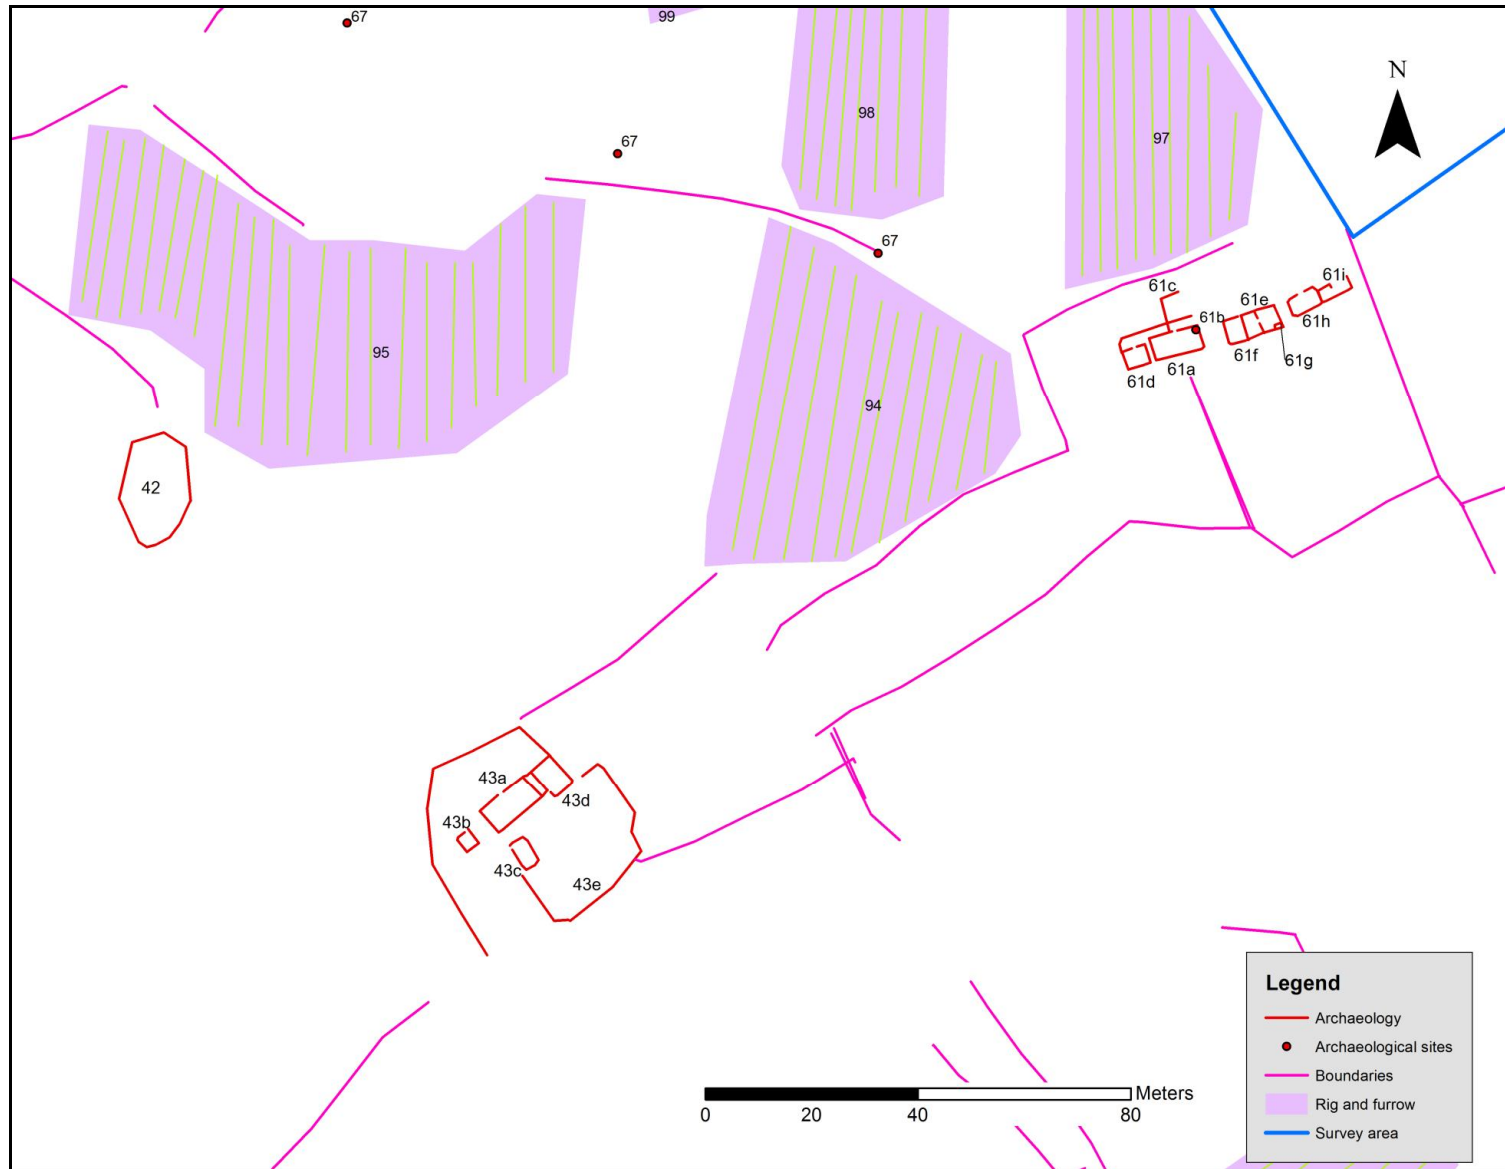 67
99
N
98
97
67
67
61i
61c
61e
61b
61h
95
61f
61g
61d
61a
94
42
43a
43d
43b
43c
43e
Legend
Archaeology
Archaeological sites
Boundaries
Rig and furrow
Survey area
Meters
0 20 40 80